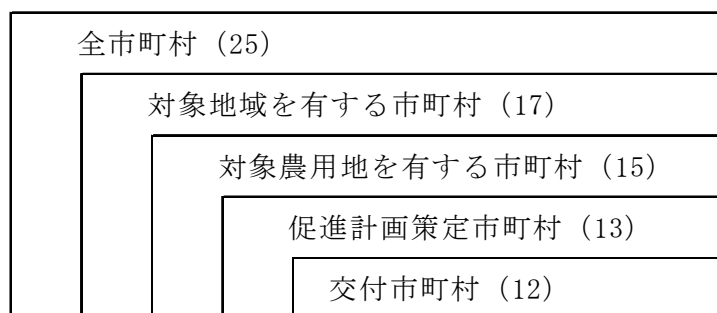 全市町村（25）
対象地域を有する市町村（17）
対象農用地を有する市町村（15）
促進計画策定市町村（13）
交付市町村（12）